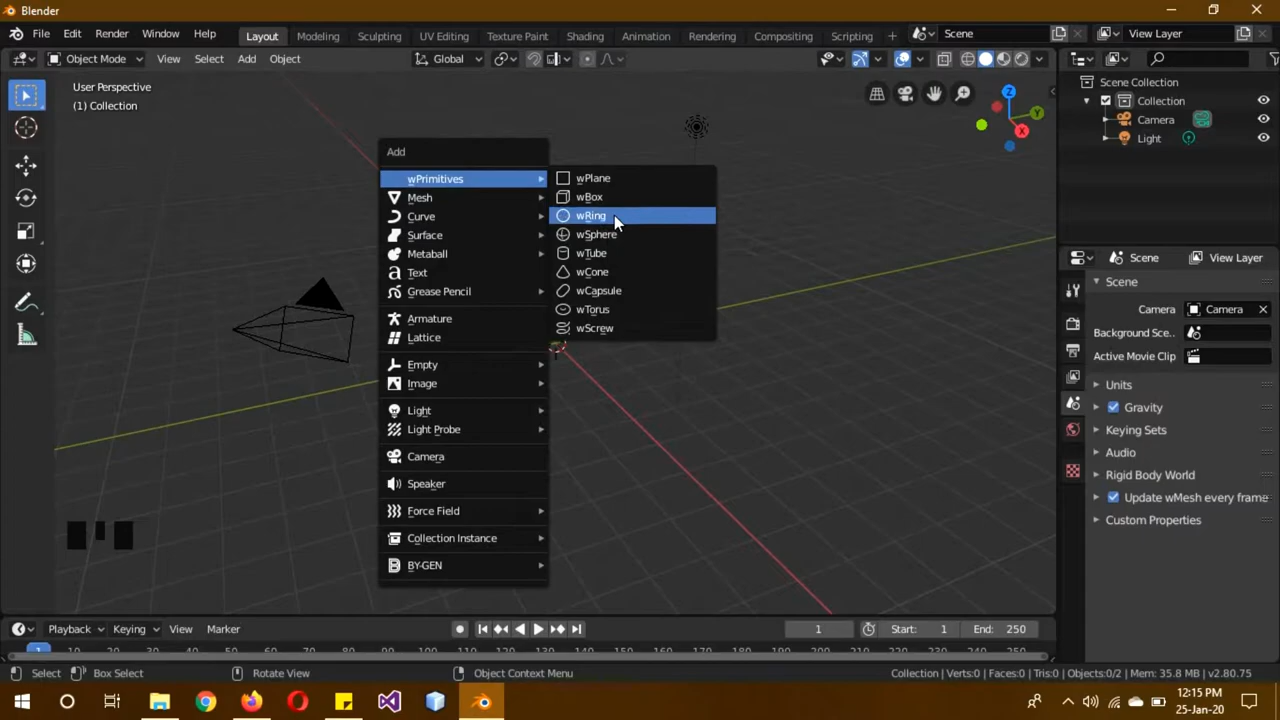 Blender
File Edit Render Window Help Layout Modeling Sculpting UV Editing Texture Paint Shading Animation Rendering Compositing Scripting + Scene View Layer
Object Mode View Select Add Object Global
User Perspective
(1) Collection
Scene Collection
Collection
Camera
Light
Z
Y
X
Add
wPrimitives
Mesh
Curve
Surface
Metaball
Text
Grease Pencil
Armature
Lattice
Empty
Image
Light
Light Probe
Camera
Speaker
Force Field
Collection Instance
BY-GEN
wPlane
wBox
wRing
wSphere
wTube
wCone
wCapsule
wTorus
wScrew
Scene View Layer
Scene
Camera Camera
Background Sce..
Active Movie Clip
Units
Gravity
Keying Sets
Audio
Rigid Body World
Update wMesh every frame
Custom Properties
Playback Keying View Marker 1 Start: 1 End: 250
1 10 20 30 40 50 60 70 80 90 100 110 120 130 140 150 160 170 180 190 200 210 220 230 240 250
Select Box Select Rotate View Object Context Menu Collection | Verts:0 | Faces:0 | Tris:0 | Objects:0/2 | Mem: 35.8 MB | v2.80.75
12:15 PM
25-Jan-20